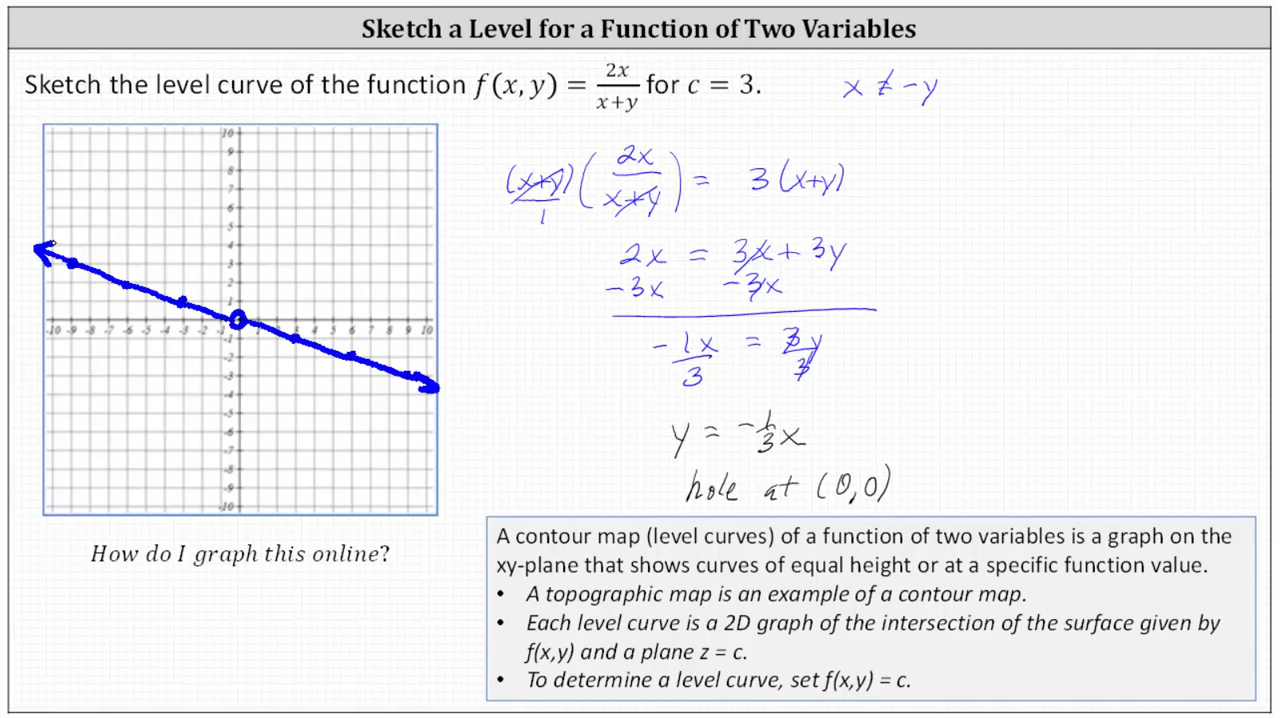 Sketch a Level for a Function of Two Variables
Sketch the level curve of the function f(x, y) = 2x/(x+y) for c = 3.
x ≠ -y
(x+y)/1 (2x/(x+y)) = 3(x+y)
2x = 3x + 3y
-3x -3x
-1x/3 = 3y/3
y = -1/3 x
hole at (0,0)
10
9
8
7
6
5
4
3
2
1
-10 -9 -8 -7 -6 -5 -4 -3 -2 -1 1 2 3 4 5 6 7 8 9 10
-1
-2
-3
-4
-5
-6
-7
-8
-9
-10
How do I graph this online?
A contour map (level curves) of a function of two variables is a graph on the
xy-plane that shows curves of equal height or at a specific function value.
• A topographic map is an example of a contour map.
• Each level curve is a 2D graph of the intersection of the surface given by
f(x,y) and a plane z = c.
• To determine a level curve, set f(x,y) = c.